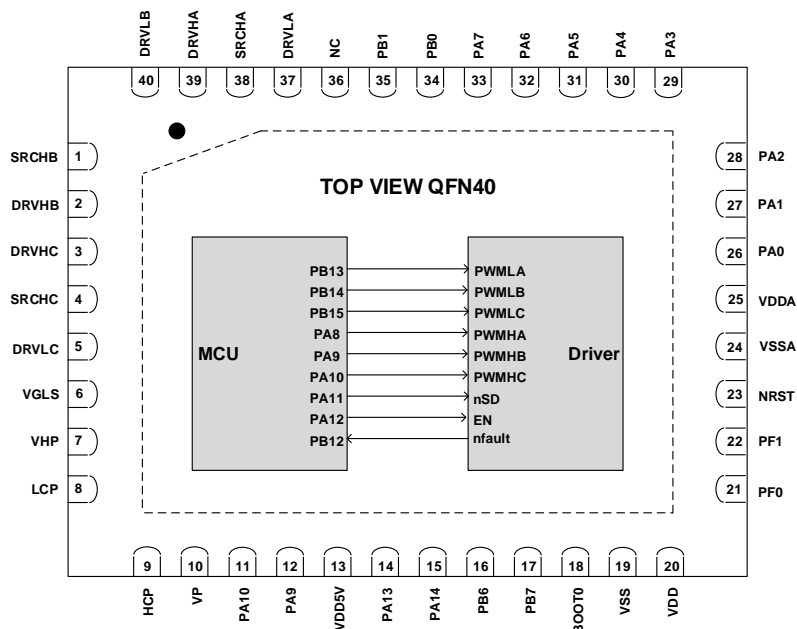 DRVLB DRVHA SRCHA DRVLA NC PB1 PB0 PA7 PA6 PA5 PA4 PA3
40 39 38 37 36 35 34 33 32 31 30 29
SRCHB 1
DRVHB 2
DRVHC 3
SRCHC 4
DRVLC 5
VGLS 6
VHP 7
LCP 8
TOP VIEW QFN40
MCU
PB13
PB14
PB15
PA8
PA9
PA10
PA11
PA12
PB12
PWMLA
PWMLB
PWMLC
PWMHA
PWMHB
PWMHC
nSD
EN
nfault
Driver
28 PA2
27 PA1
26 PA0
25 VDDA
24 VSSA
23 NRST
22 PF1
21 PF0
9 10 11 12 13 14 15 16 17 18 19 20
HCP VP PA10 PA9 VDD5V PA13 PA14 PB6 PB7 BOOT0 VSS VDD